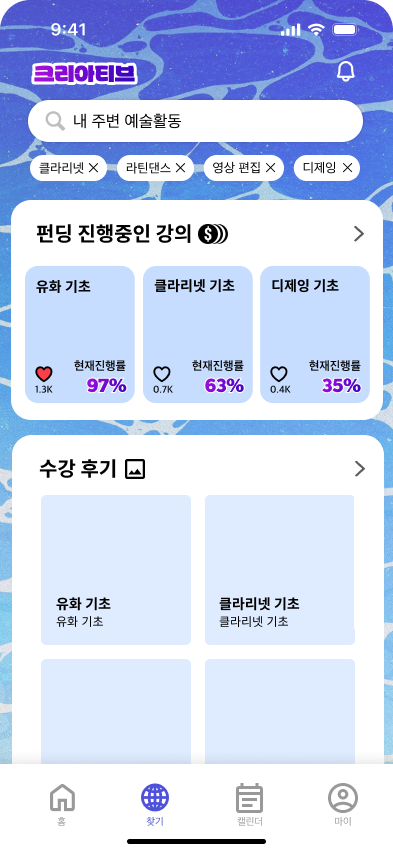 9:41
크리아티브
내 주변 예술활동
클라리넷 ×
라틴댄스 ×
영상 편집 ×
디제잉 ×
펀딩 진행중인 강의
유화 기초
클라리넷 기초
디제잉 기초
현재진행률
현재진행률
현재진행률
1.3K
97%
0.7K
63%
0.4K
35%
수강 후기
유화 기초
유화 기초
클라리넷 기초
클라리넷 기초
홈
찾기
캘린더
마이